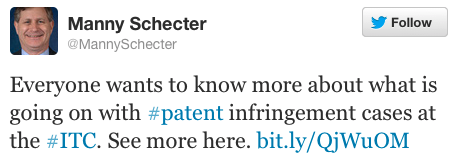 Manny Schecter
@MannySchecter
Follow
Everyone wants to know more about what is
going on with #patent infringement cases at
the #ITC. See more here. bit.ly/QjWuOM